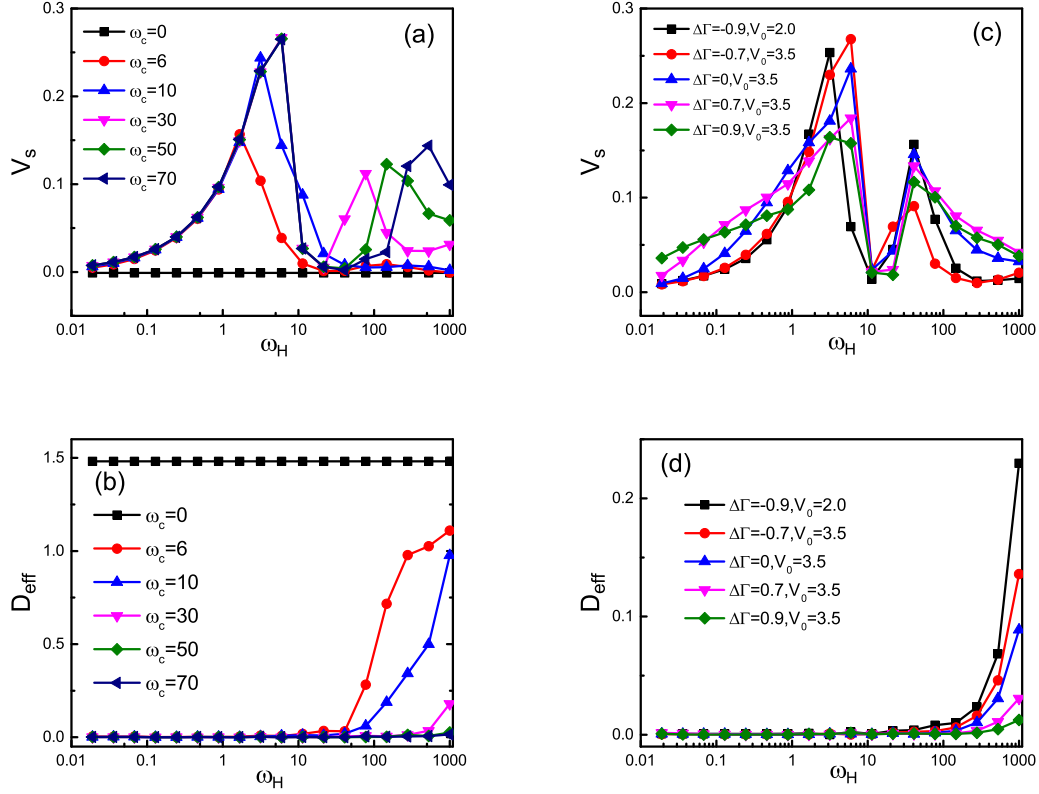 (a)
0.3
0.2
0.1
0.0
V_s
ω_c=0
ω_c=6
ω_c=10
ω_c=30
ω_c=50
ω_c=70
0.01 0.1 1 10 100 1000
ω_H
(c)
0.3
0.2
0.1
0.0
V_s
ΔΓ=-0.9,V_0=2.0
ΔΓ=-0.7,V_0=3.5
ΔΓ=0,V_0=3.5
ΔΓ=0.7,V_0=3.5
ΔΓ=0.9,V_0=3.5
0.01 0.1 1 10 100 1000
ω_H
(b)
1.5
1.0
0.5
0.0
D_eff
ω_c=0
ω_c=6
ω_c=10
ω_c=30
ω_c=50
ω_c=70
0.01 0.1 1 10 100 1000
ω_H
(d)
0.2
0.1
0.0
D_eff
ΔΓ=-0.9,V_0=2.0
ΔΓ=-0.7,V_0=3.5
ΔΓ=0,V_0=3.5
ΔΓ=0.7,V_0=3.5
ΔΓ=0.9,V_0=3.5
0.01 0.1 1 10 100 1000
ω_H